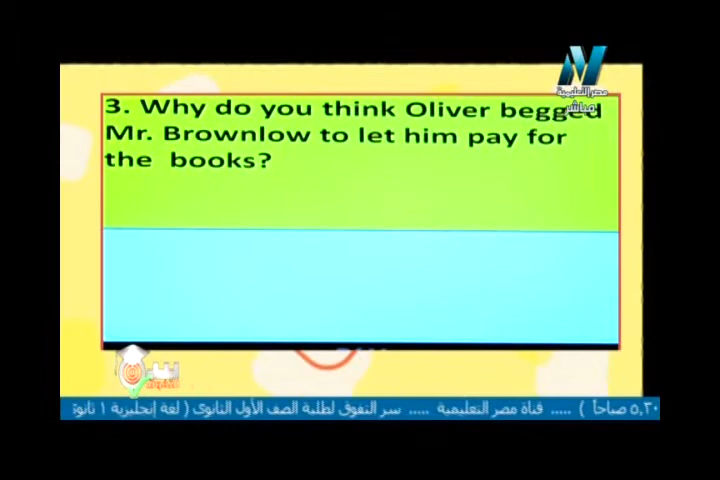 مصر التعليمية
مباشر
3. Why do you think Oliver begged
Mr. Brownlow to let him pay for
the books?
٥,٣٠ صباحاً ) ..... قناة مصر التعليمية ..... سر التفوق لطلبة الصف الأول الثانوى ( لغة إنجليزية ١ ثانوى